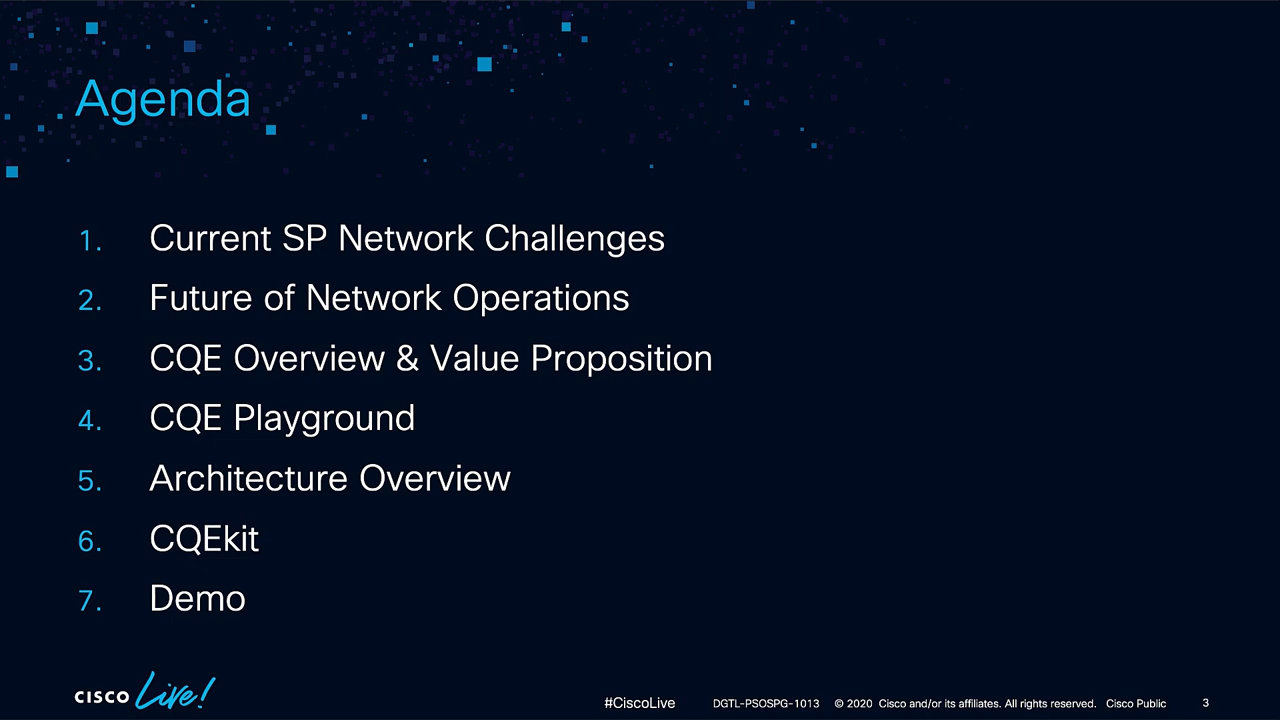 Agenda
1. Current SP Network Challenges
2. Future of Network Operations
3. CQE Overview & Value Proposition
4. CQE Playground
5. Architecture Overview
6. CQEkit
7. Demo
CISCO Live! #CiscoLive DGTL-PSOSPG-1013 © 2020 Cisco and/or its affiliates. All rights reserved. Cisco Public 3